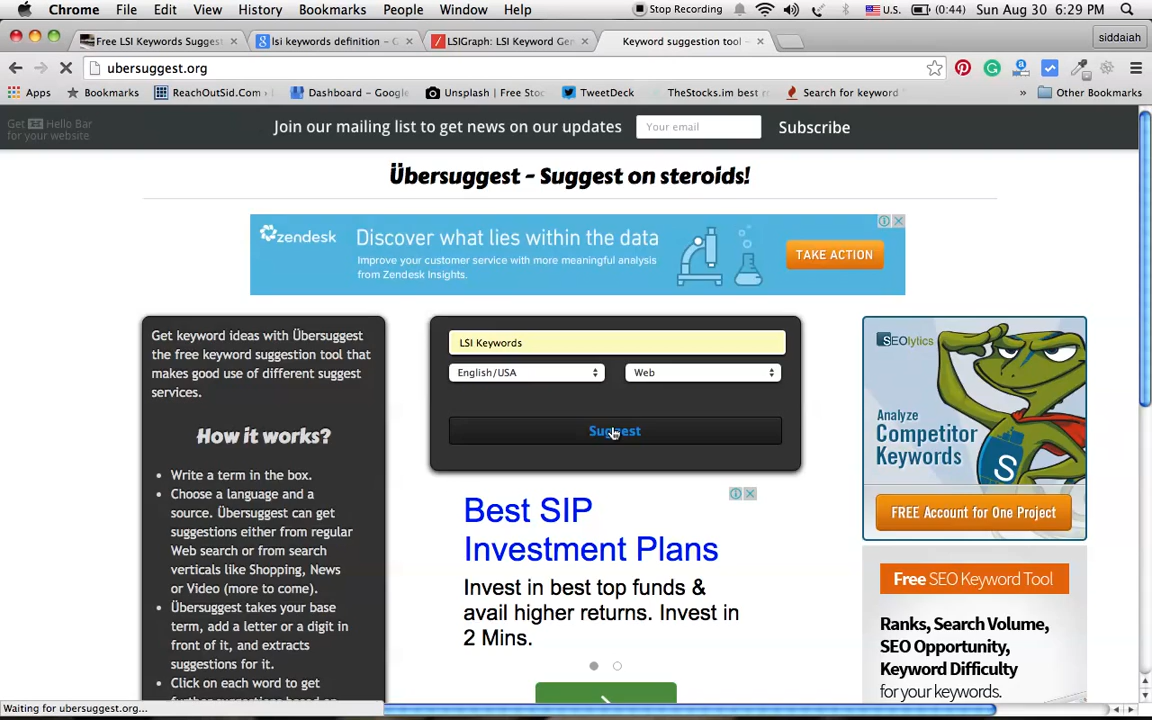 Chrome File Edit View History Bookmarks People Window Help Stop Recording U.S. (0:44) Sun Aug 30 6:29 PM
Free LSI Keywords Suggest lsi keywords definition - G LSIGraph: LSI Keyword Gen Keyword suggestion tool - siddaiah
ubersuggest.org
Apps Bookmarks ReachOutSid.Com Dashboard - Google Unsplash | Free Stoc TweetDeck TheStocks.im best ro Search for keyword » Other Bookmarks
Get Hello Bar
for your website
Join our mailing list to get news on our updates Your email Subscribe
Übersuggest - Suggest on steroids!
zendesk
Discover what lies within the data
Improve your customer service with more meaningful analysis
from Zendesk Insights.
TAKE ACTION
Get keyword ideas with Übersuggest
the free keyword suggestion tool that
makes good use of different suggest
services.
How it works?
• Write a term in the box.
• Choose a language and a
source. Übersuggest can get
suggestions either from regular
Web search or from search
verticals like Shopping, News
or Video (more to come).
• Übersuggest takes your base
term, add a letter or a digit in
front of it, and extracts
suggestions for it.
• Click on each word to get
LSI Keywords
English/USA Web
Suggest
Best SIP
Investment Plans
Invest in best top funds &
avail higher returns. Invest in
2 Mins.
SEOlytics
Analyze
Competitor
Keywords
S
FREE Account for One Project
Free SEO Keyword Tool
Ranks, Search Volume,
SEO Opportunity,
Keyword Difficulty
for your keywords.
Waiting for ubersuggest.org...